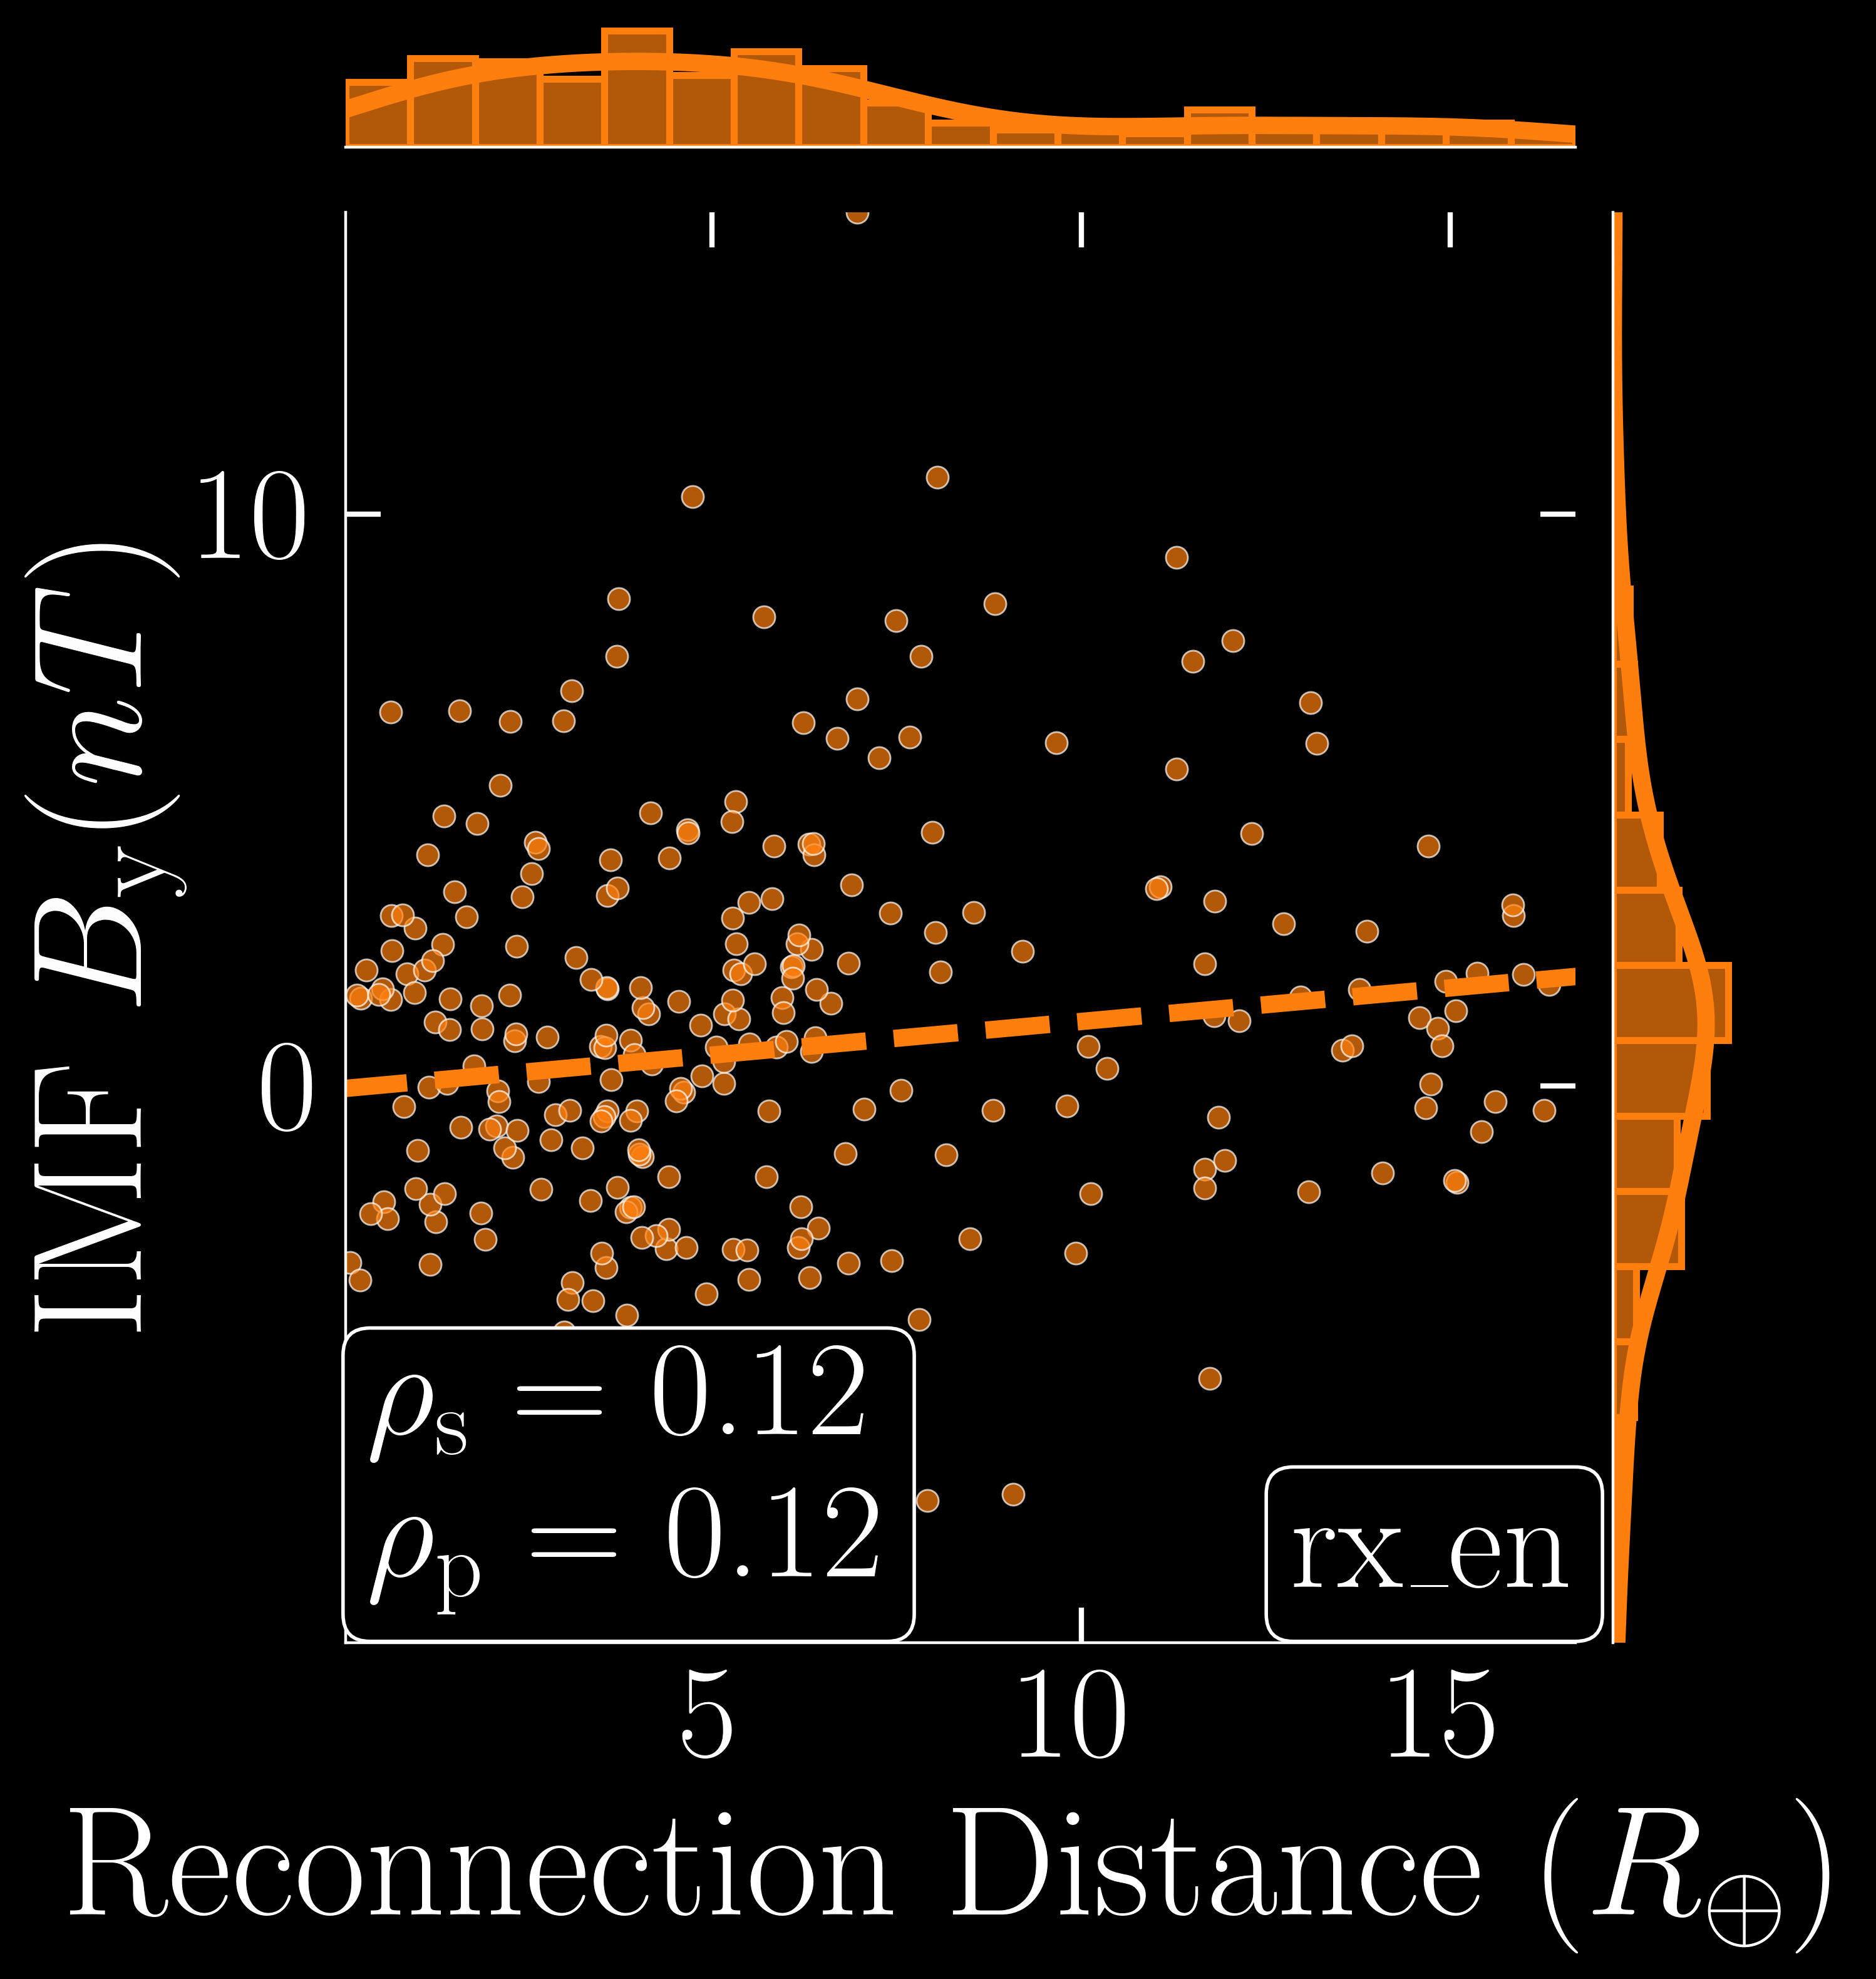 IMF B_y(nT)
10
0
ρ_s = 0.12
ρ_p = 0.12
rx_en
5 10 15
Reconnection Distance (R_⊕)